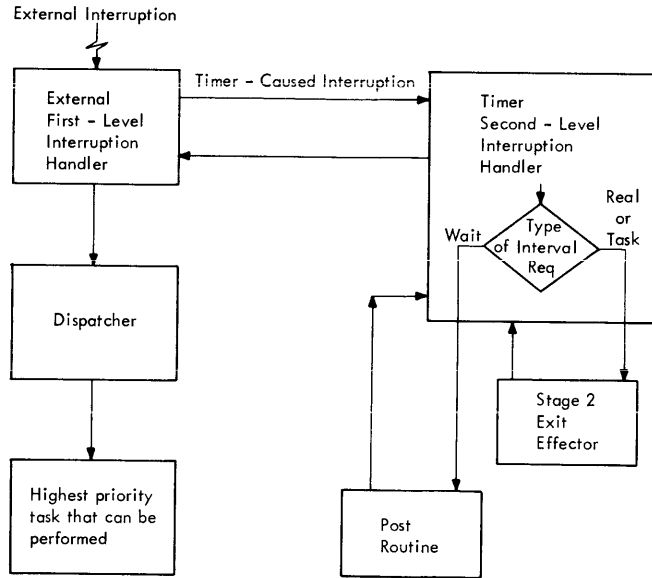 External Interruption
External
First - Level
Interruption
Handler
Timer - Caused Interruption
Timer
Second - Level
Interruption
Handler
Type
of Interval
Req
Wait
Real
or
Task
Dispatcher
Stage 2
Exit
Effector
Highest priority
task that can be
performed
Post
Routine